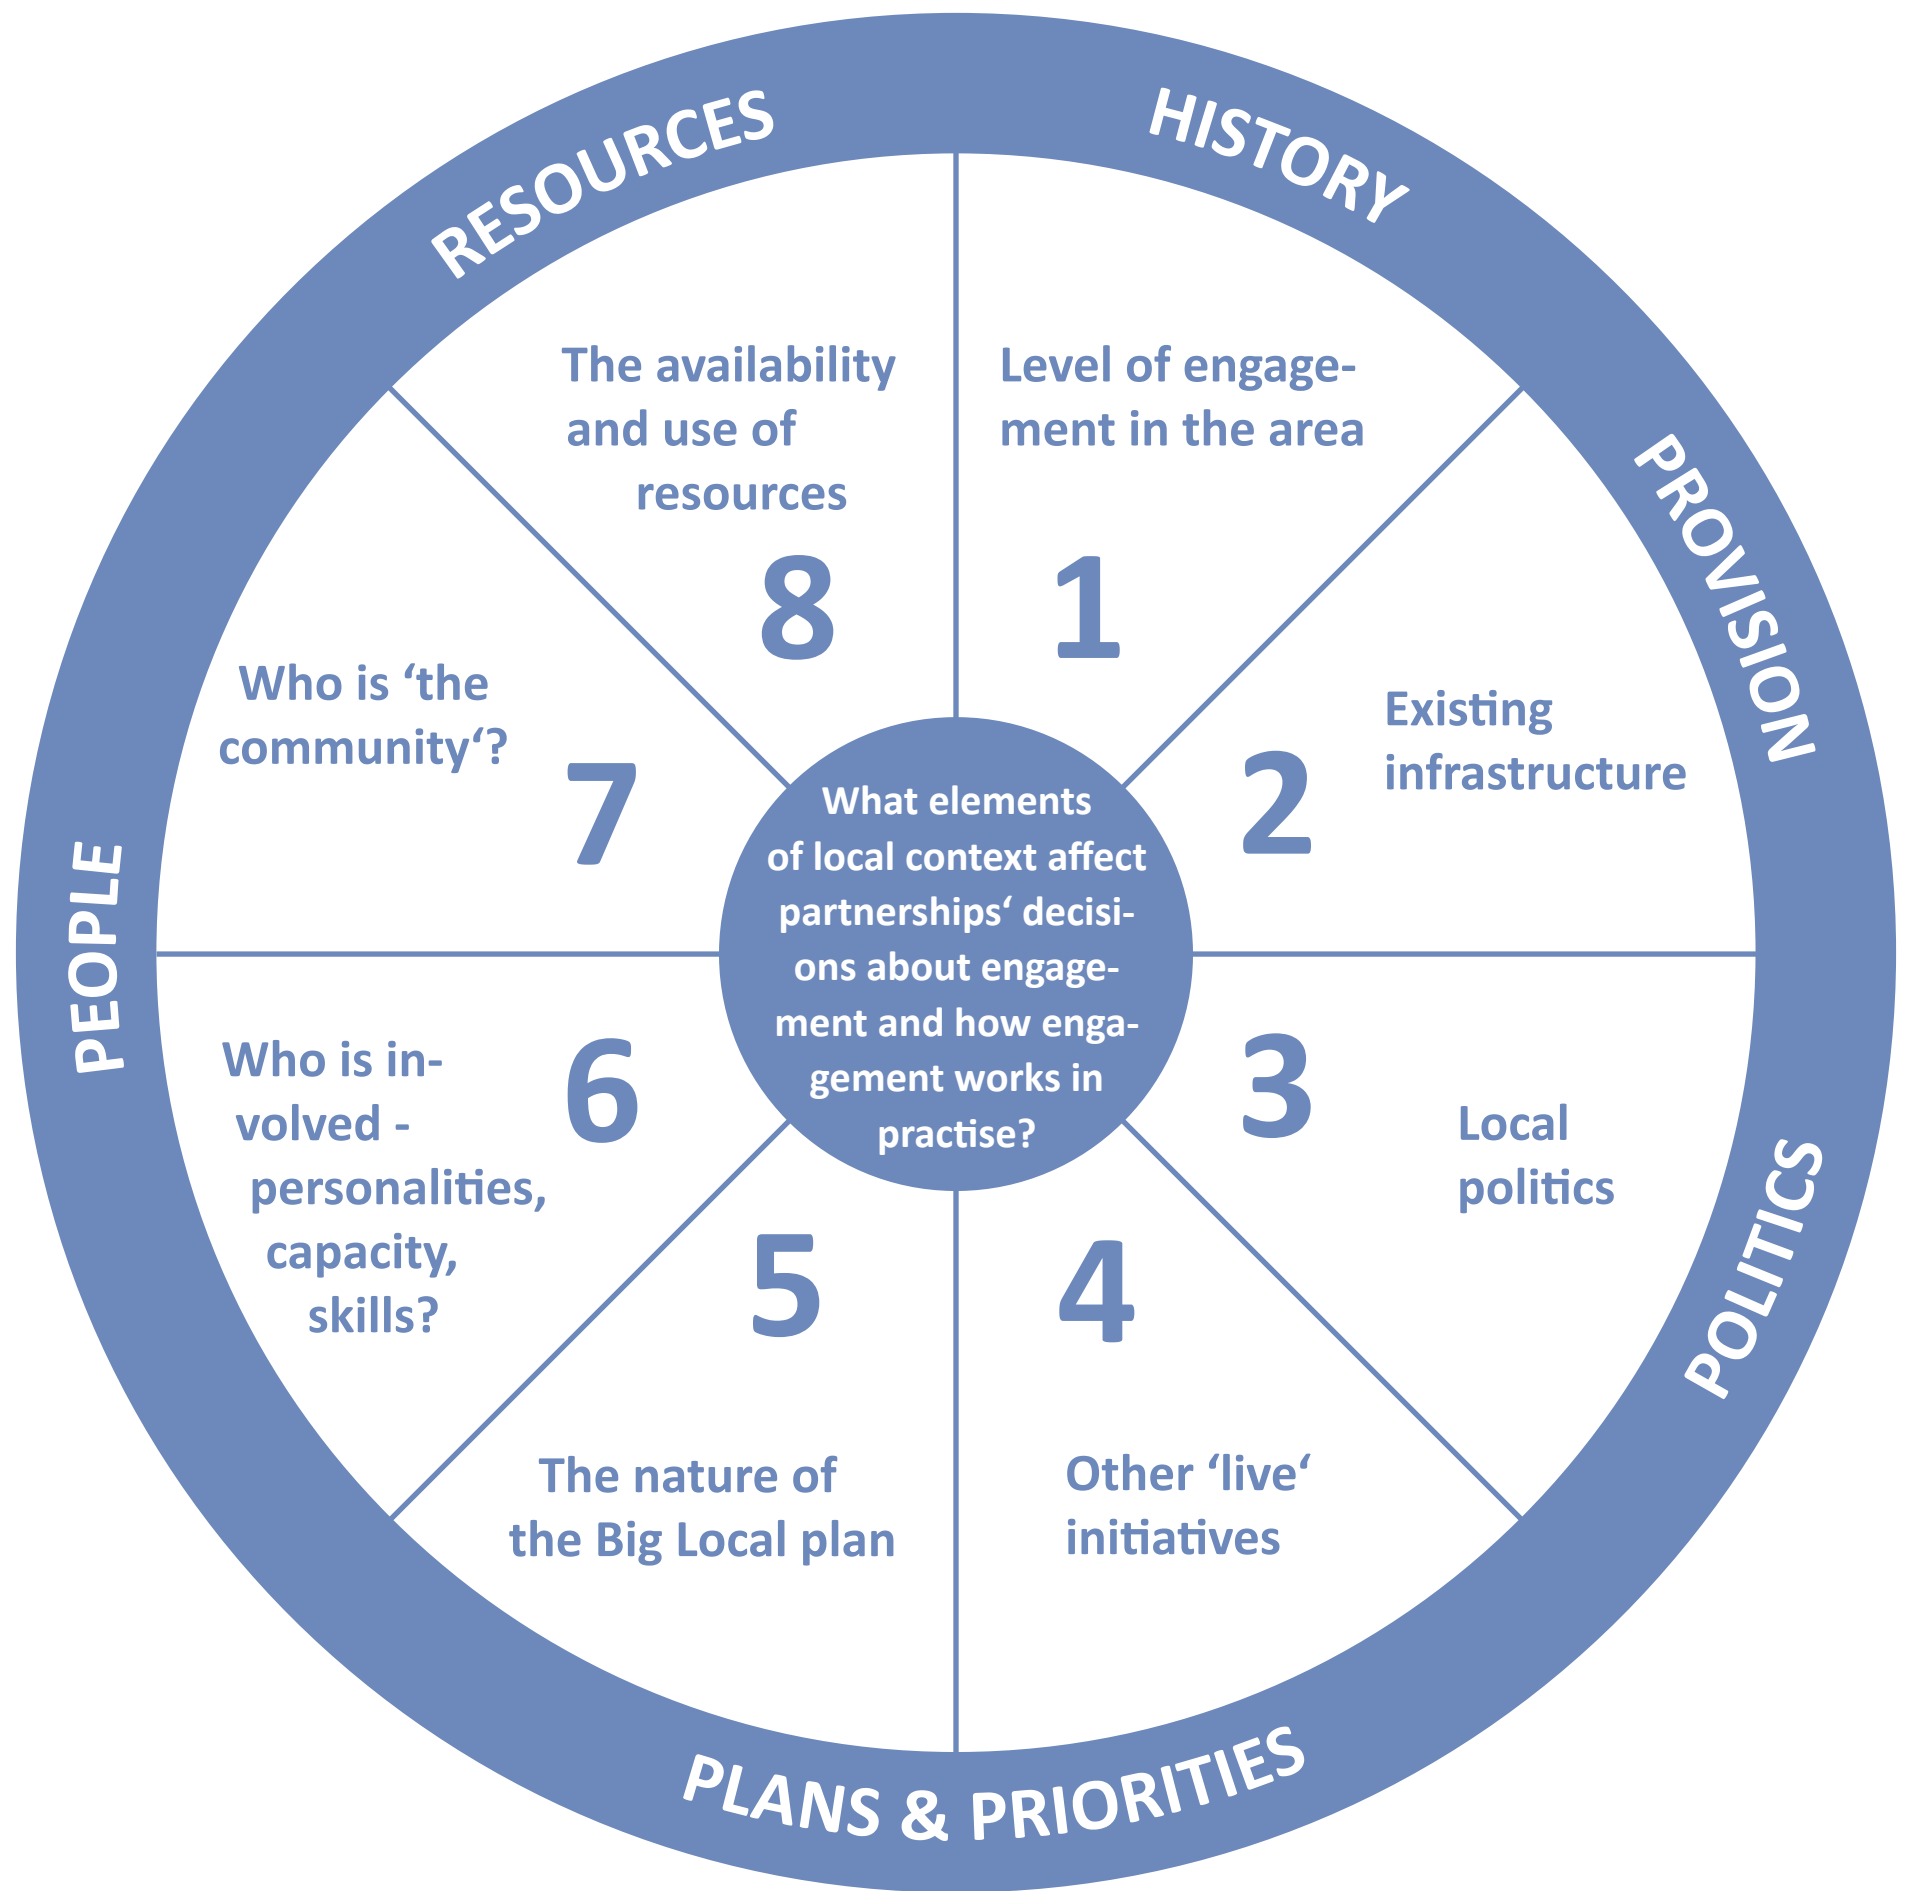 RESOURCES
HISTORY
PROVISION
POLITICS
PLANS & PRIORITIES
PEOPLE
Level of engage-
ment in the area
1
Existing
infrastructure
2
3
Local
politics
4
Other ‘live‘
initiatives
5
The nature of
the Big Local plan
6
Who is in-
volved -
personalities,
capacity,
skills?
Who is ‘the
community‘?
7
The availability
and use of
resources
8
What elements
of local context affect
partnerships‘ decisi-
ons about engage-
ment and how enga-
gement works in
practise?